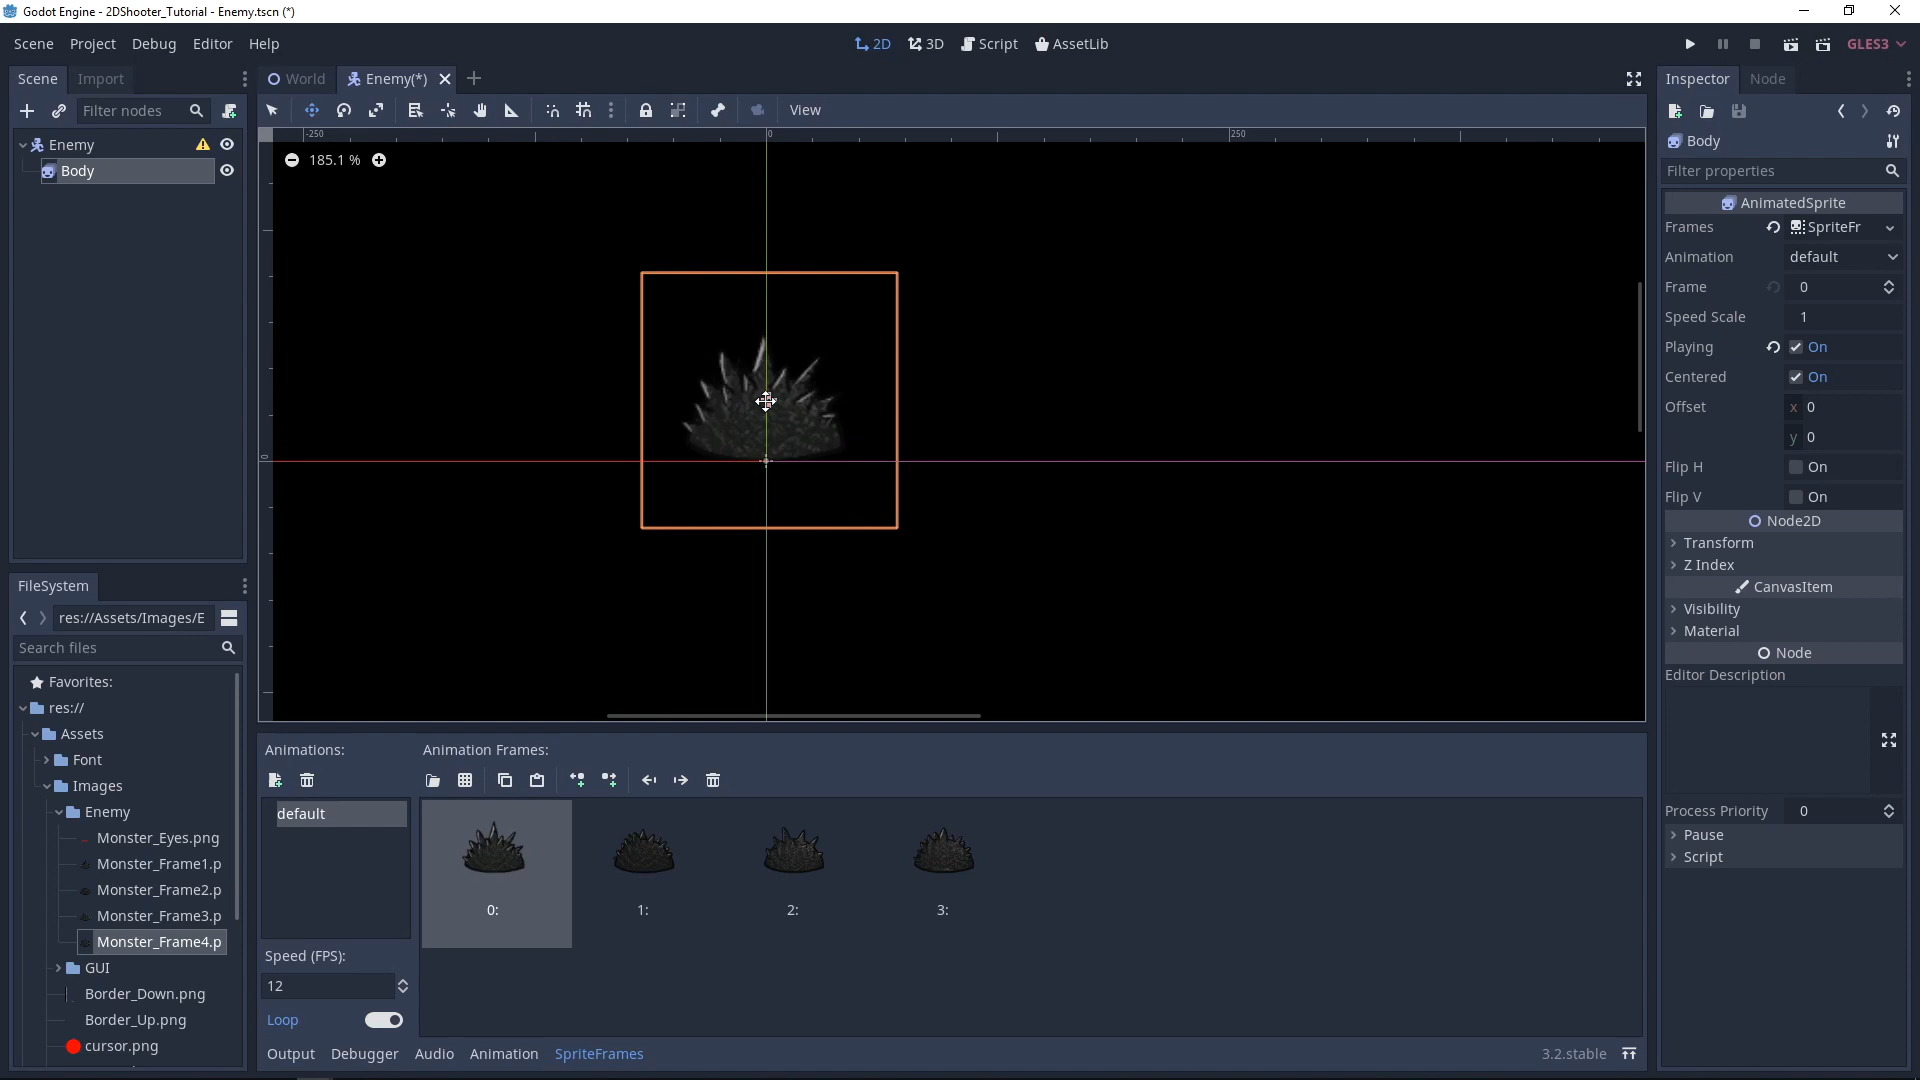 Godot Engine - 2DShooter_Tutorial - Enemy.tscn (*)
Scene Project Debug Editor Help
2D 3D Script AssetLib
GLES3
Scene Import
World Enemy(*)
Inspector Node
Filter nodes
View
Enemy
Body
-250 0 250
185.1 %
0
Body
Filter properties
AnimatedSprite
Frames SpriteFr
Animation default
Frame 0
Speed Scale 1
Playing On
Centered On
Offset x 0
y 0
Flip H On
Flip V On
Node2D
Transform
Z Index
CanvasItem
Visibility
Material
Node
Editor Description
Process Priority 0
Pause
Script
FileSystem
res://Assets/Images/E
Search files
Favorites:
res://
Assets
Font
Images
Enemy
Monster_Eyes.png
Monster_Frame1.p
Monster_Frame2.p
Monster_Frame3.p
Monster_Frame4.p
GUI
Border_Down.png
Border_Up.png
cursor.png
Animations: Animation Frames:
default
0: 1: 2: 3:
Speed (FPS):
12
Loop
Output Debugger Audio Animation SpriteFrames
3.2.stable